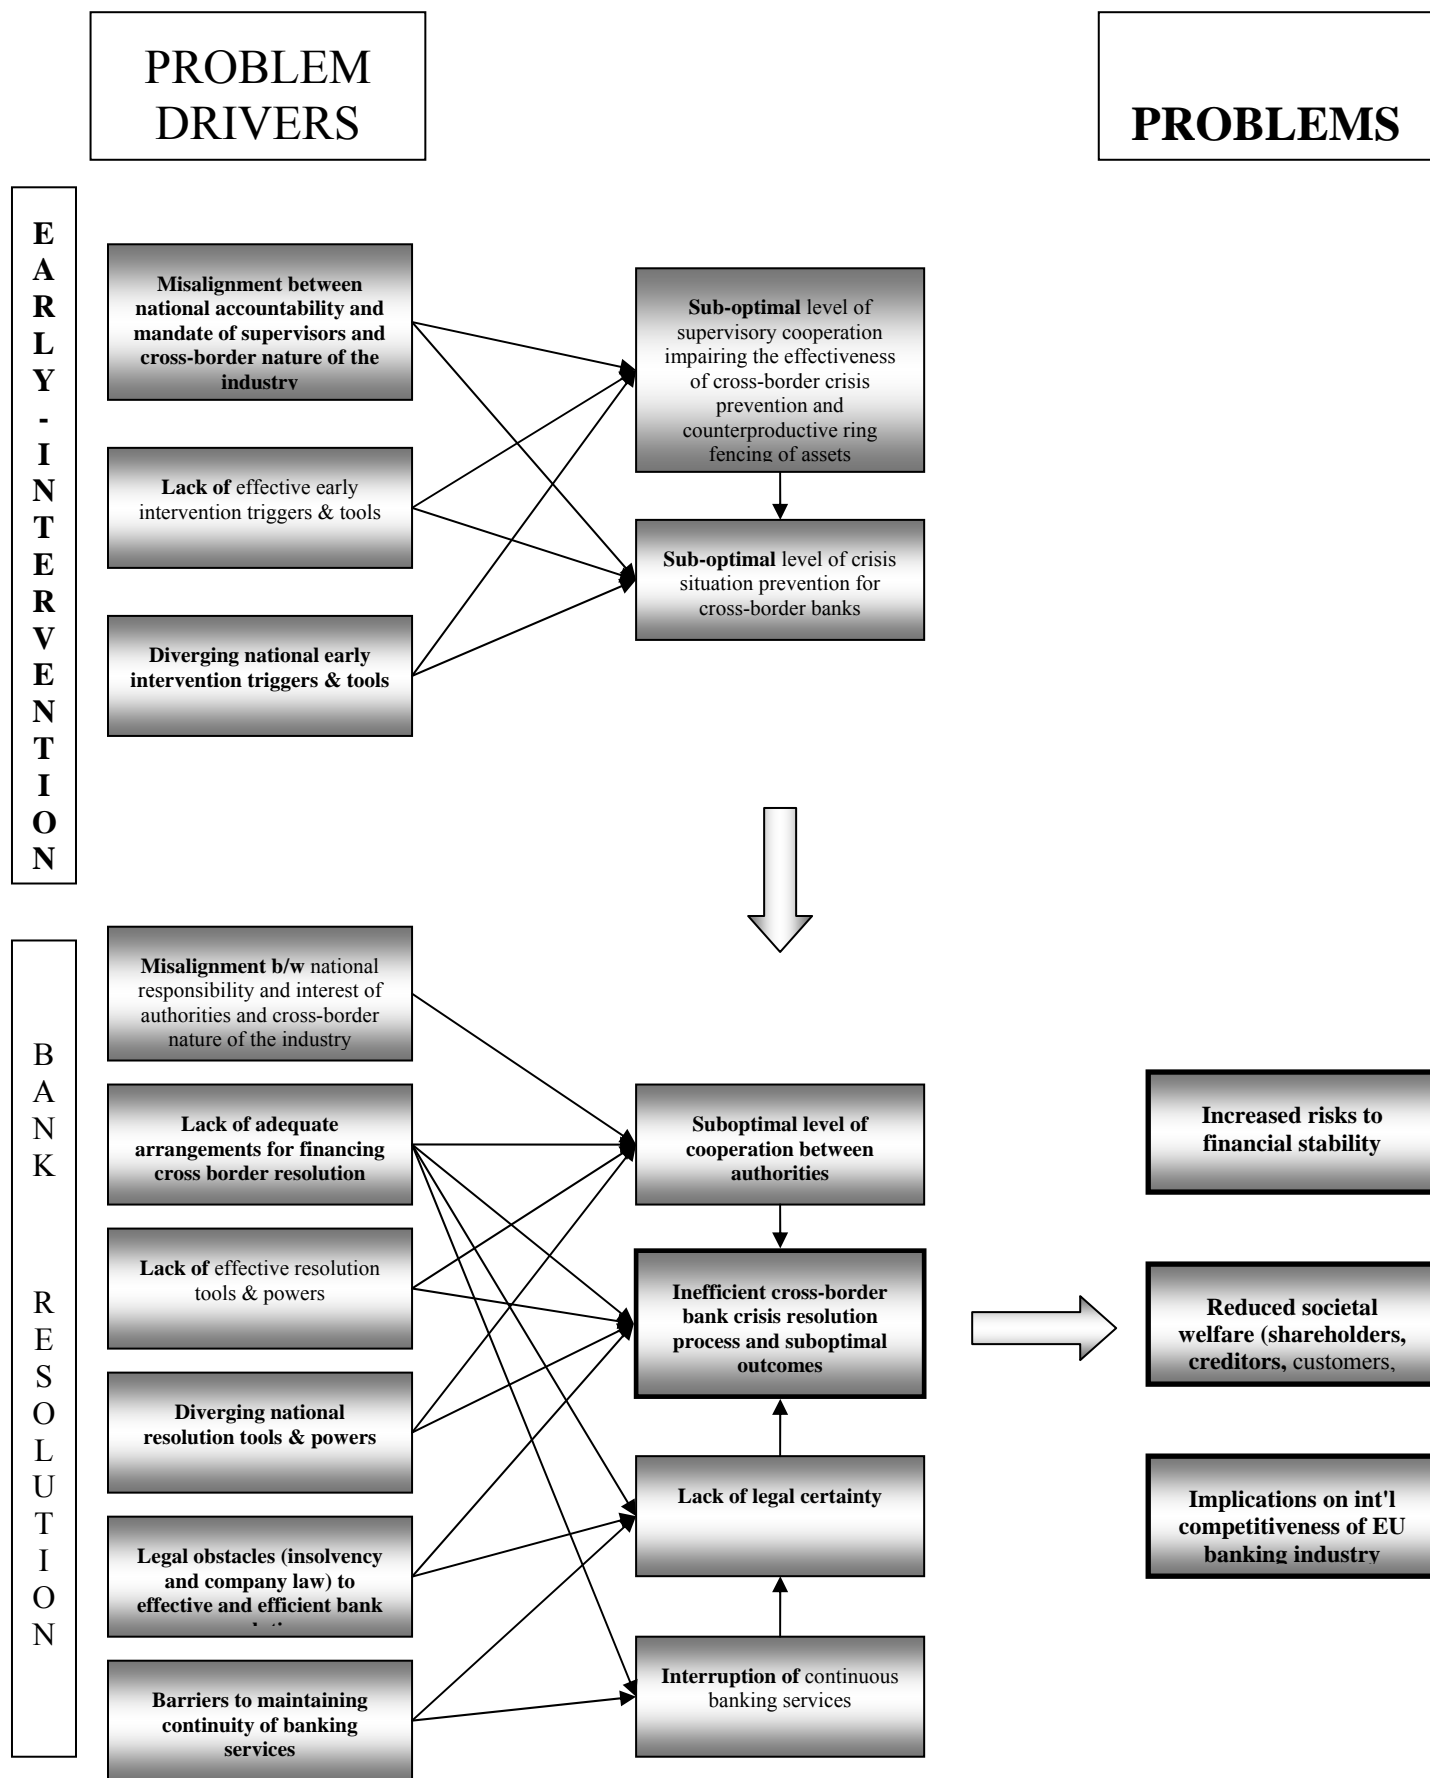 PROBLEM
DRIVERS
PROBLEMS
EARLY-INTERVENTION
Misalignment between
national accountability and
mandate of supervisors and
cross-border nature of the
industry
Lack of effective early
intervention triggers & tools
Diverging national early
intervention triggers & tools
Sub-optimal level of
supervisory cooperation
impairing the effectiveness
of cross-border crisis
prevention and
counterproductive ring
fencing of assets
Sub-optimal level of crisis
situation prevention for
cross-border banks
BANK RESOLUTION
Misalignment b/w national
responsibility and interest of
authorities and cross-border
nature of the industry
Lack of adequate
arrangements for financing
cross border resolution
Lack of effective resolution
tools & powers
Diverging national
resolution tools & powers
Legal obstacles (insolvency
and company law) to
effective and efficient bank
Barriers to maintaining
continuity of banking
services
Suboptimal level of
cooperation between
authorities
Inefficient cross-border
bank crisis resolution
process and suboptimal
outcomes
Lack of legal certainty
Interruption of continuous
banking services
Increased risks to
financial stability
Reduced societal
welfare (shareholders,
creditors, customers,
Implications on int'l
competitiveness of EU
banking industry